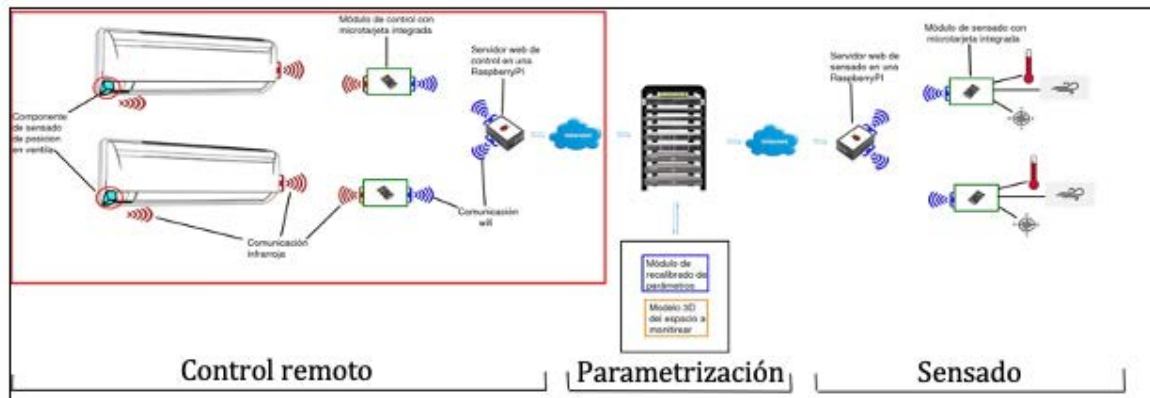 Módulo de control con
microtarjeta integrada
Servidor web de
control en una
RaspberryPI
Componente
de sensado
de posicion
en ventila
Comunicación
infrarroja
Comunicación
wifi
Módulo de
recalibrado de
parámetros
Modelo 3D
del espacio a
monitirear
Servidor web de
sensado en una
RaspberryPI
Módulo de sensado con
microtarjeta integrada
Control remoto
Parametrización
Sensado